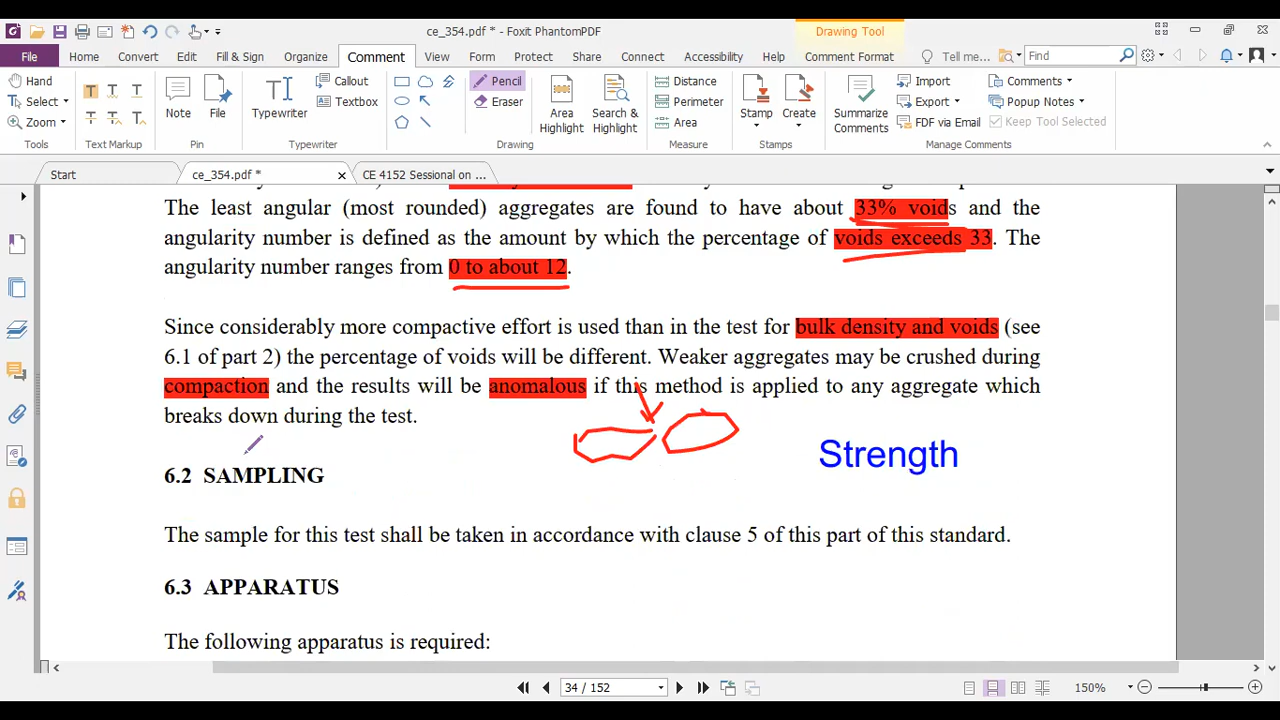 ce_354.pdf * - Foxit PhantomPDF
Drawing Tool
File Home Convert Edit Fill & Sign Organize Comment View Form Protect Share Connect Accessibility Help Comment Format Tell me... Find
Hand
Select
Zoom
Tools
T T T
T T T
Text Markup
Note
File
Pin
Typewriter
Callout
Textbox
Typewriter
Pencil
Eraser
Area Highlight
Search & Highlight
Drawing
Distance
Perimeter
Area
Measure
Stamp
Create
Stamps
Summarize Comments
Import
Export
FDF via Email
Comments
Popup Notes
Keep Tool Selected
Manage Comments
Start ce_354.pdf * CE 4152 Sessional on ...
The least angular (most rounded) aggregates are found to have about 33% voids and the
angularity number is defined as the amount by which the percentage of voids exceeds 33. The
angularity number ranges from 0 to about 12.
Since considerably more compactive effort is used than in the test for bulk density and voids (see
6.1 of part 2) the percentage of voids will be different. Weaker aggregates may be crushed during
compaction and the results will be anomalous if this method is applied to any aggregate which
breaks down during the test.
Strength
6.2 SAMPLING
The sample for this test shall be taken in accordance with clause 5 of this part of this standard.
6.3 APPARATUS
The following apparatus is required:
34 / 152
150%